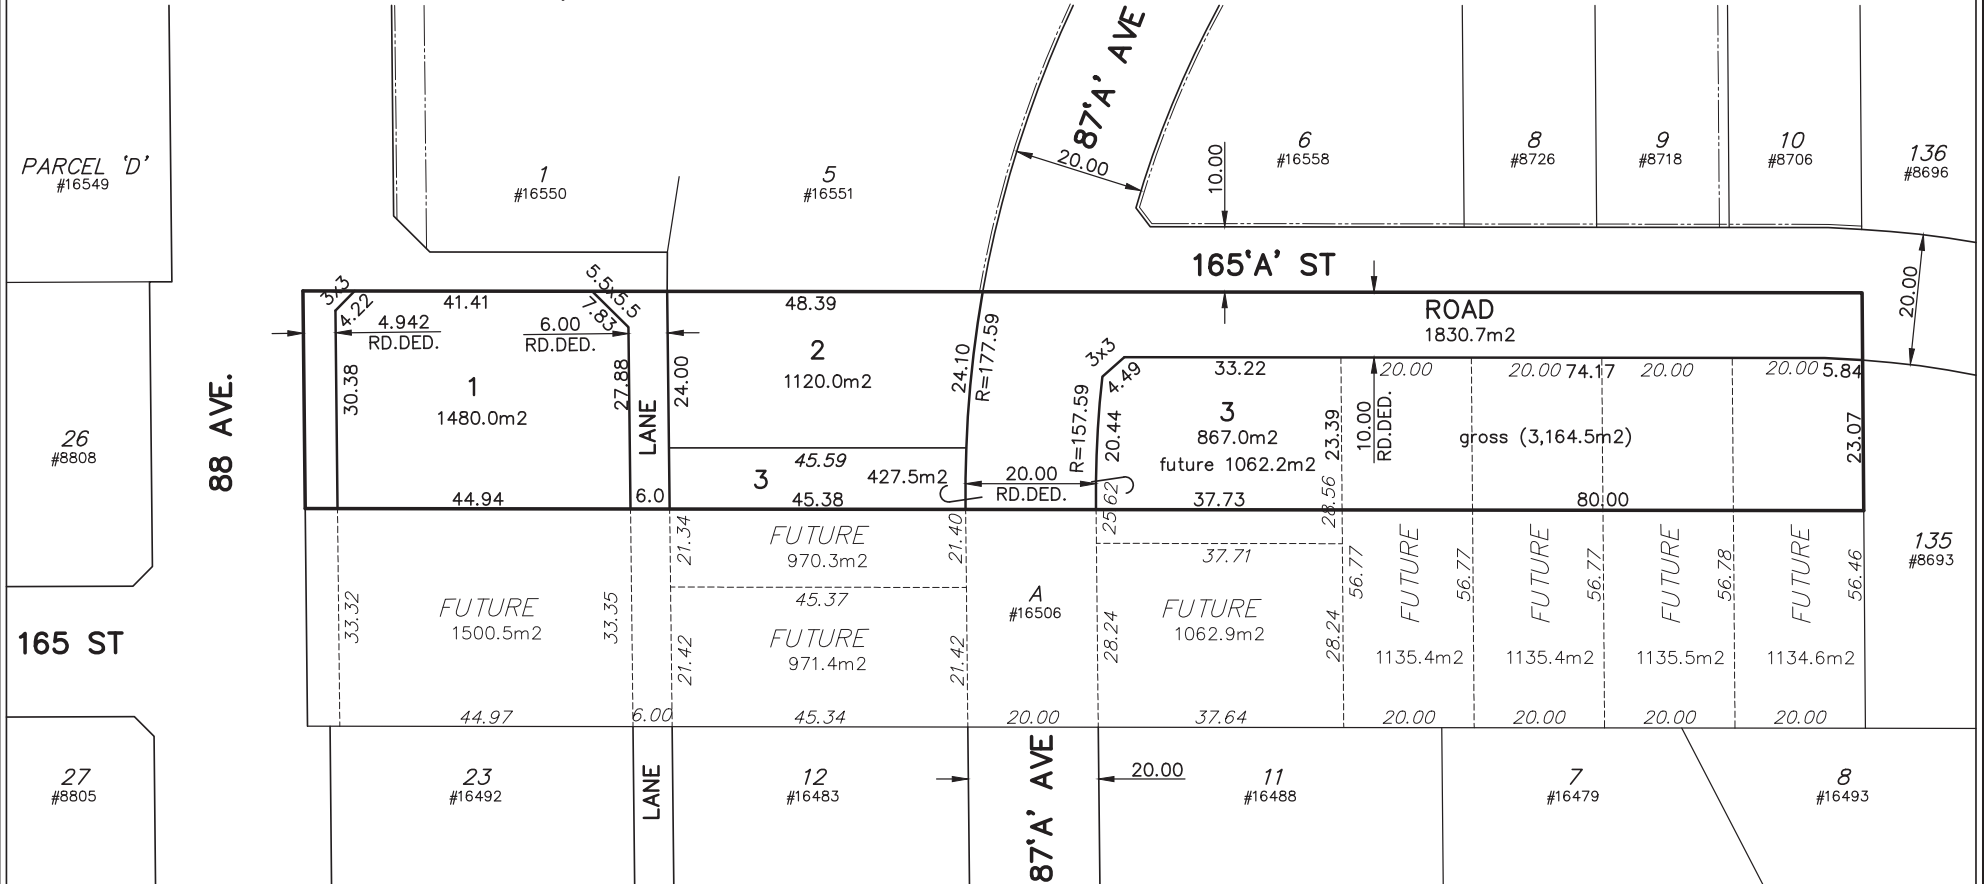 PARCEL 'D'
#16549
1
#16550
5
#16551
87'A' AVE
20.00
10.00
6
#16558
8
#8726
9
#8718
10
#8706
136
#8696
165'A' ST
20.00
3x3
4.22
41.41
5.5x5.5
7.83
4.942
RD.DED.
6.00
RD.DED.
30.38
1
1480.0m2
27.88
LANE
24.00
44.94
6.0
48.39
2
1120.0m2
24.10
R=177.59
45.59
3
427.5m2
45.38
20.00
RD.DED.
ROAD
1830.7m2
3x3
4.49
33.22
R=157.59
20.44
3
867.0m2
future 1062.2m2
23.39
37.73
25.62
28.56
10.00
RD.DED.
20.00
20.00
74.17
20.00
20.00
5.84
gross (3,164.5m2)
23.07
80.00
26
#8808
88 AVE.
165 ST
27
#8805
33.32
FUTURE
1500.5m2
33.35
44.97
6.00
21.34
FUTURE
970.3m2
21.40
45.37
21.42
FUTURE
971.4m2
21.42
45.34
A
#16506
20.00
37.71
28.24
FUTURE
1062.9m2
28.24
37.64
56.77
FUTURE
56.77
1135.4m2
20.00
FUTURE
56.77
1135.4m2
20.00
FUTURE
56.78
1135.5m2
20.00
FUTURE
56.46
1134.6m2
20.00
135
#8693
23
#16492
LANE
12
#16483
87'A' AVE
20.00
11
#16488
7
#16479
8
#16493